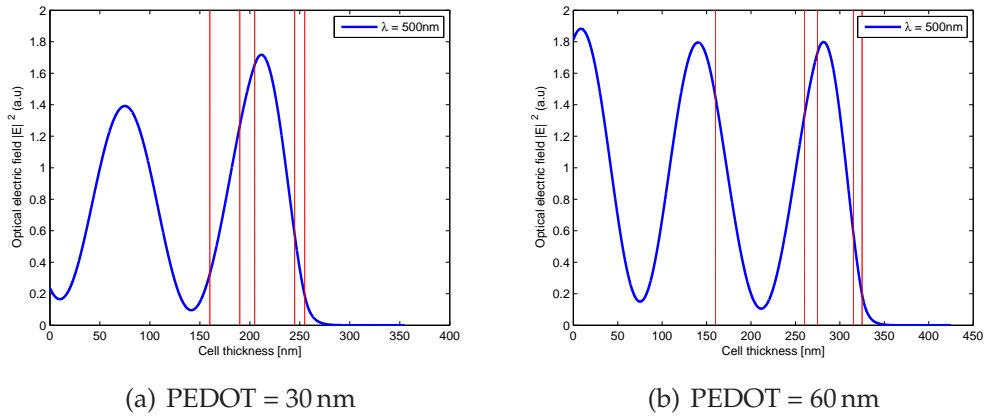 λ = 500nm
Optical electric field |E| ² (a.u)
2
1.8
1.6
1.4
1.2
1
0.8
0.6
0.4
0.2
0
0 50 100 150 200 250 300 350 400
Cell thickness [nm]
(a) PEDOT = 30 nm
λ = 500nm
Optical electric field |E| ² (a.u)
2
1.8
1.6
1.4
1.2
1
0.8
0.6
0.4
0.2
0
0 50 100 150 200 250 300 350 400 450
Cell thickness [nm]
(b) PEDOT = 60 nm